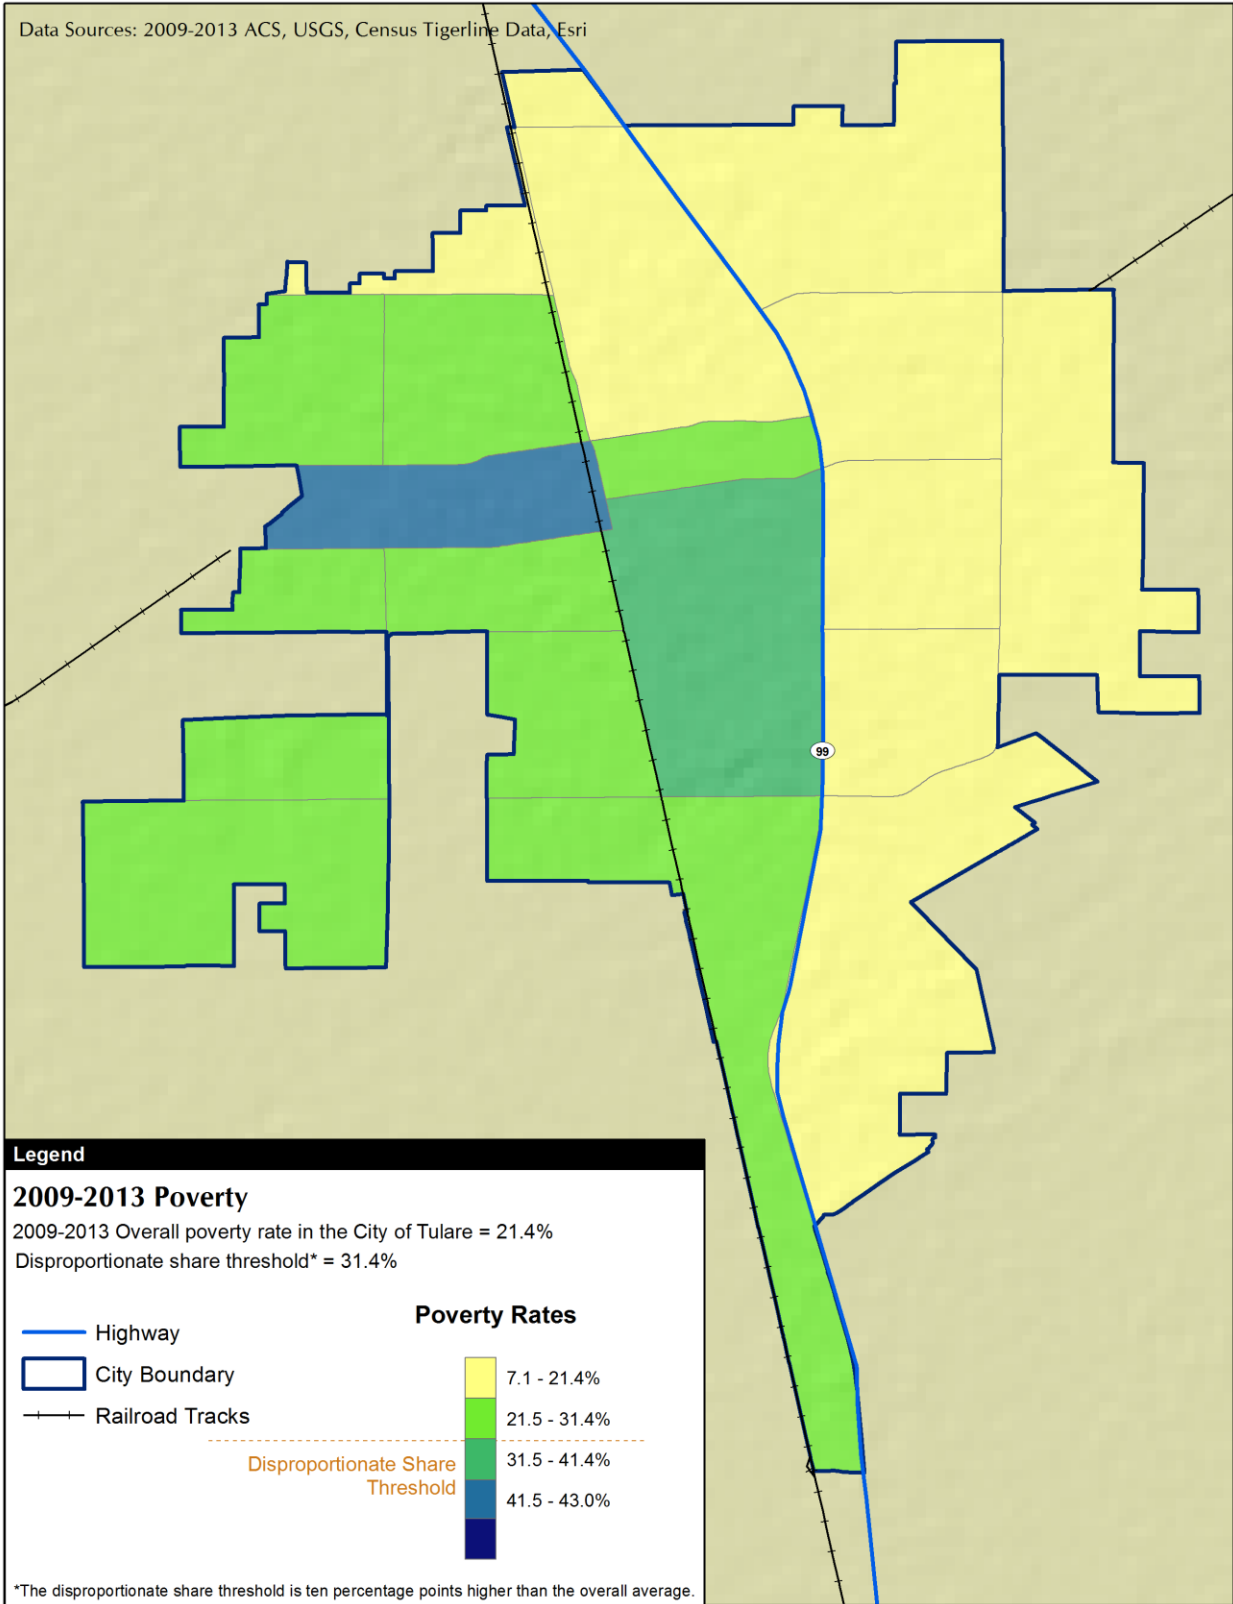 Data Sources: 2009-2013 ACS, USGS, Census Tigerline Data, Esri
99
Legend
2009-2013 Poverty
2009-2013 Overall poverty rate in the City of Tulare = 21.4%
Disproportionate share threshold* = 31.4%
Poverty Rates
Highway
City Boundary
Railroad Tracks
7.1 - 21.4%
21.5 - 31.4%
Disproportionate Share
Threshold
31.5 - 41.4%
41.5 - 43.0%
*The disproportionate share threshold is ten percentage points higher than the overall average.